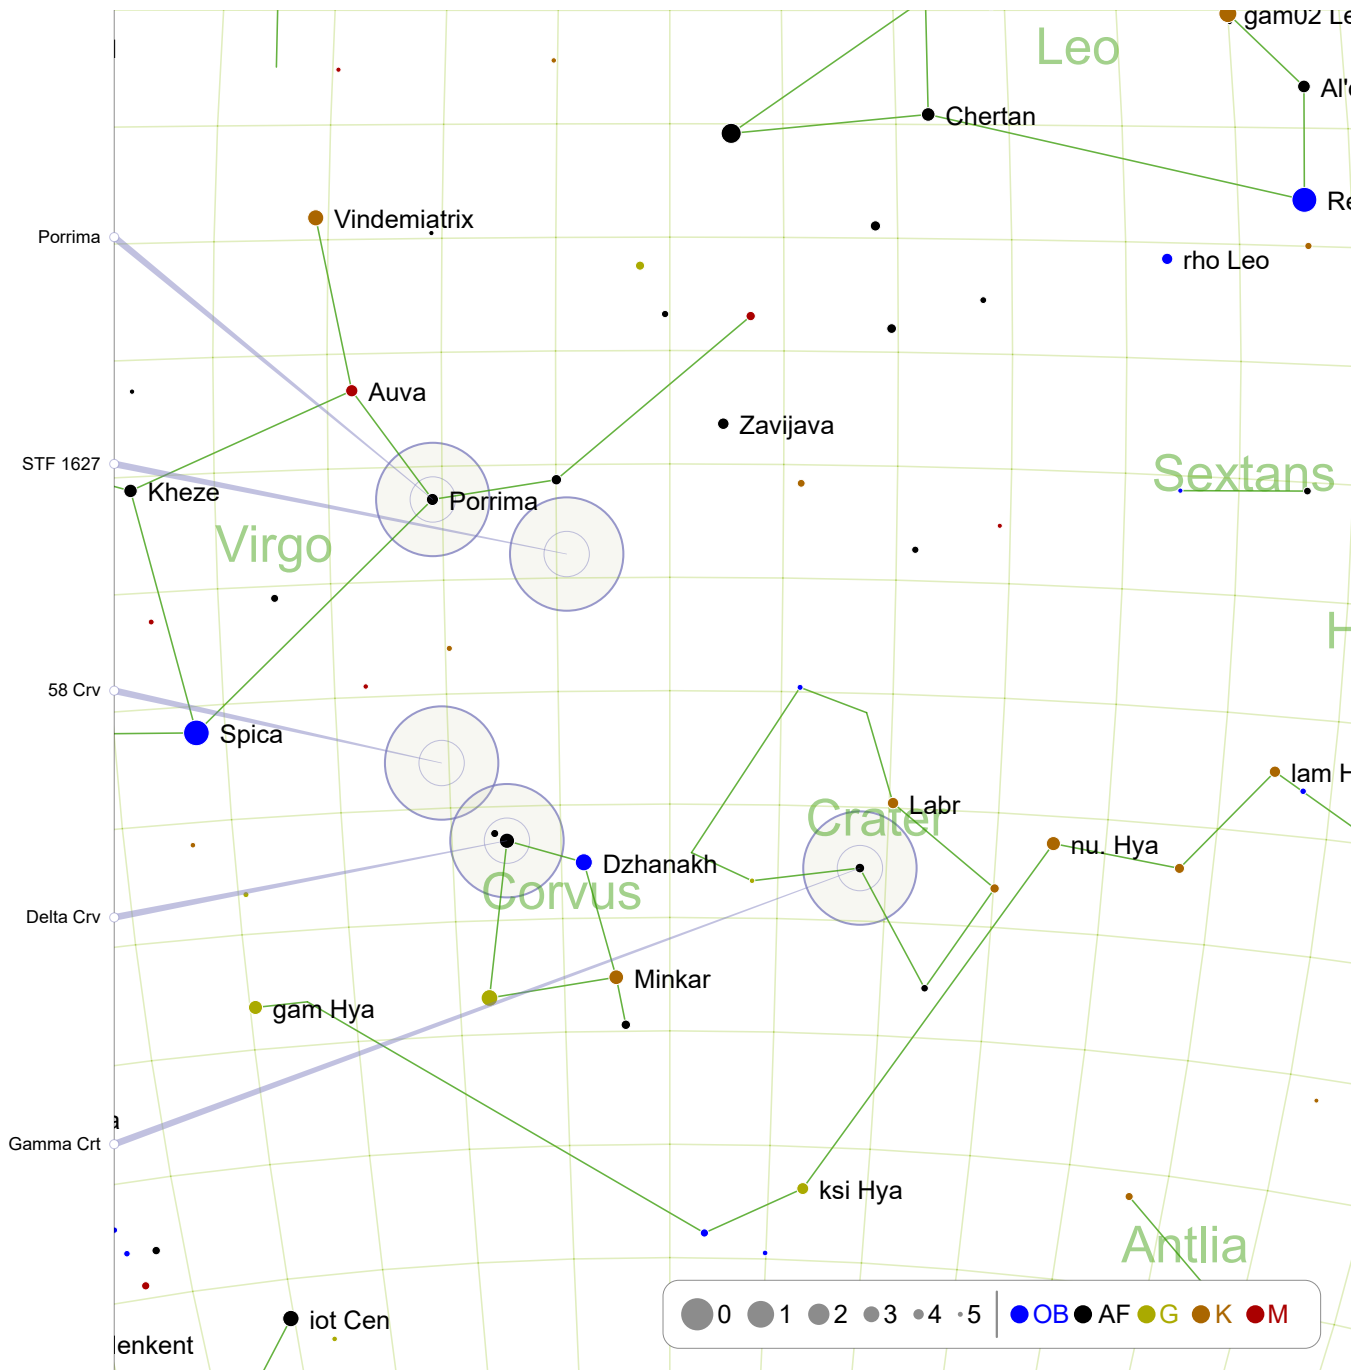 gam02 Le
Leo
Al'
Chertan
Re
Vindemiatrix
Porrima
rho Leo
Auva
Zavijava
STF 1627
Sextans
Kheze
Porrima
Virgo
H
58 Crv
Spica
lam H
Labr
Crater
nu. Hya
Dzhanakh
Corvus
Delta Crv
Minkar
gam Hya
a
Gamma Crt
ksi Hya
Antlia
0 1 2 3 4 5 OB AF G K M
iot Cen
lenkent